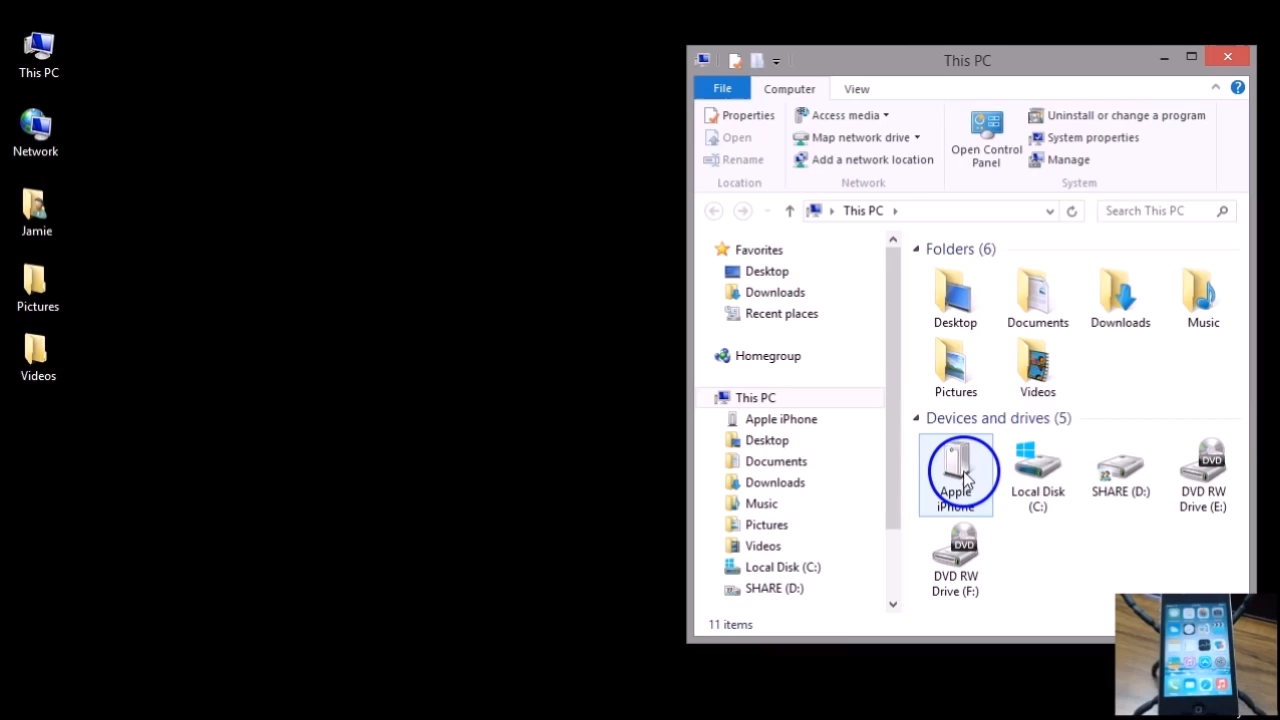 This PC
Network
Jamie
Pictures
Videos
This PC
File
Computer
View
Properties
Open
Rename
Location
Access media
Map network drive
Add a network location
Network
Open Control
Panel
Uninstall or change a program
System properties
Manage
System
This PC
Search This PC
Favorites
Desktop
Downloads
Recent places
Homegroup
This PC
Apple iPhone
Desktop
Documents
Downloads
Music
Pictures
Videos
Local Disk (C:)
SHARE (D:)
Folders (6)
Desktop
Documents
Downloads
Music
Pictures
Videos
Devices and drives (5)
Apple
iPhone
Local Disk
(C:)
SHARE (D:)
DVD
DVD RW
Drive (E:)
DVD
DVD RW
Drive (F:)
11 items